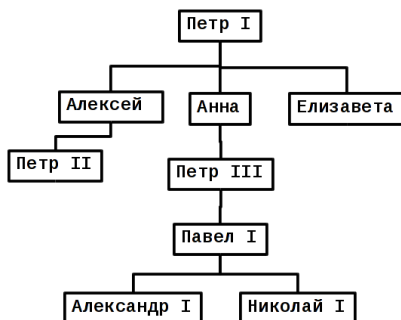 Петр I
Алексей
Анна
Елизавета
Петр II
Петр III
Павел I
Александр I
Николай I